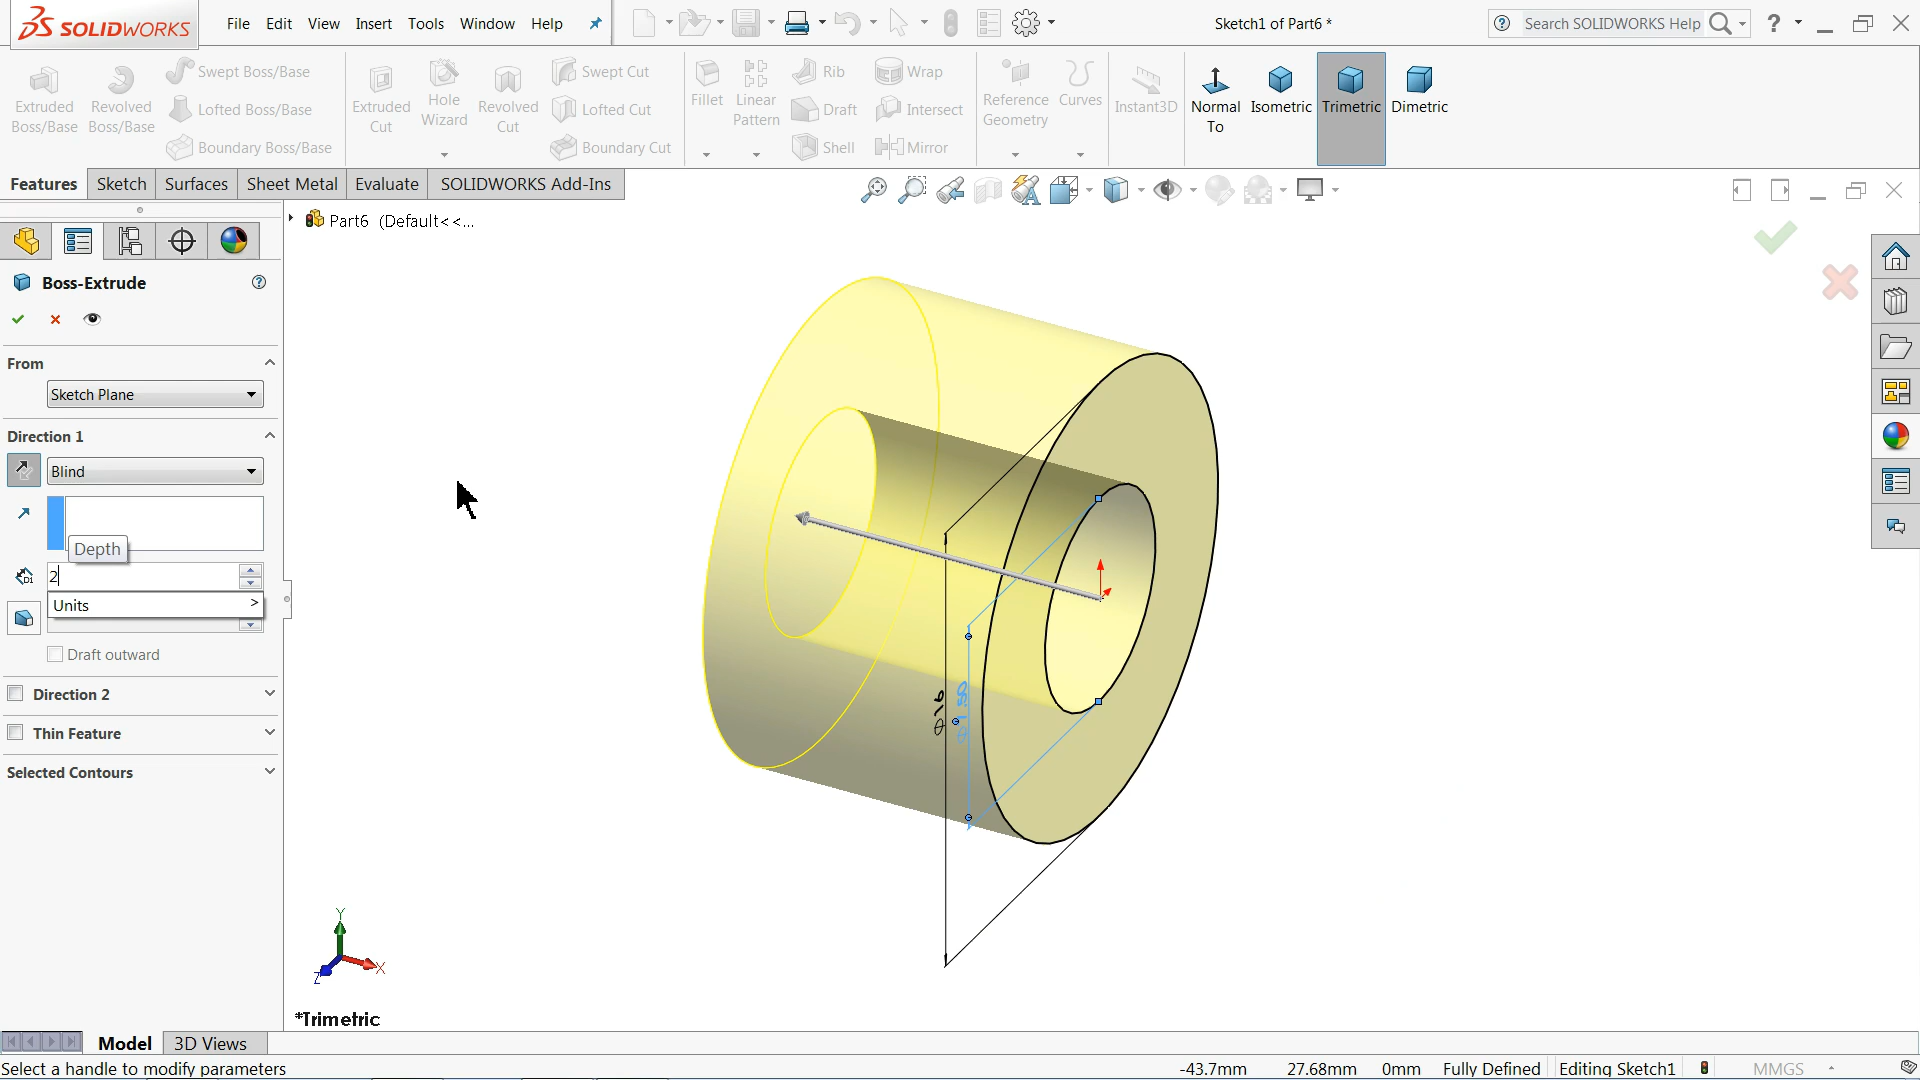 SOLIDWORKS File Edit View Insert Tools Window Help Sketch1 of Part6 * Search SOLIDWORKS Help ?
Extruded Boss/Base
Revolved Boss/Base
Swept Boss/Base
Lofted Boss/Base
Boundary Boss/Base
Extruded Cut
Hole Wizard
Revolved Cut
Swept Cut
Lofted Cut
Boundary Cut
Fillet
Linear Pattern
Rib
Draft
Shell
Wrap
Intersect
Mirror
Reference Geometry
Curves
Instant3D
Normal To
Isometric
Trimetric
Dimetric
Features Sketch Surfaces Sheet Metal Evaluate SOLIDWORKS Add-Ins
Part6 (Default<<...
Boss-Extrude
From
Sketch Plane
Direction 1
Blind
Depth
D1
2
Units >
Draft outward
Direction 2
Thin Feature
Selected Contours
Y
X
Z
*Trimetric
Model 3D Views
Select a handle to modify parameters -43.7mm 27.68mm 0mm Fully Defined Editing Sketch1 MMGS